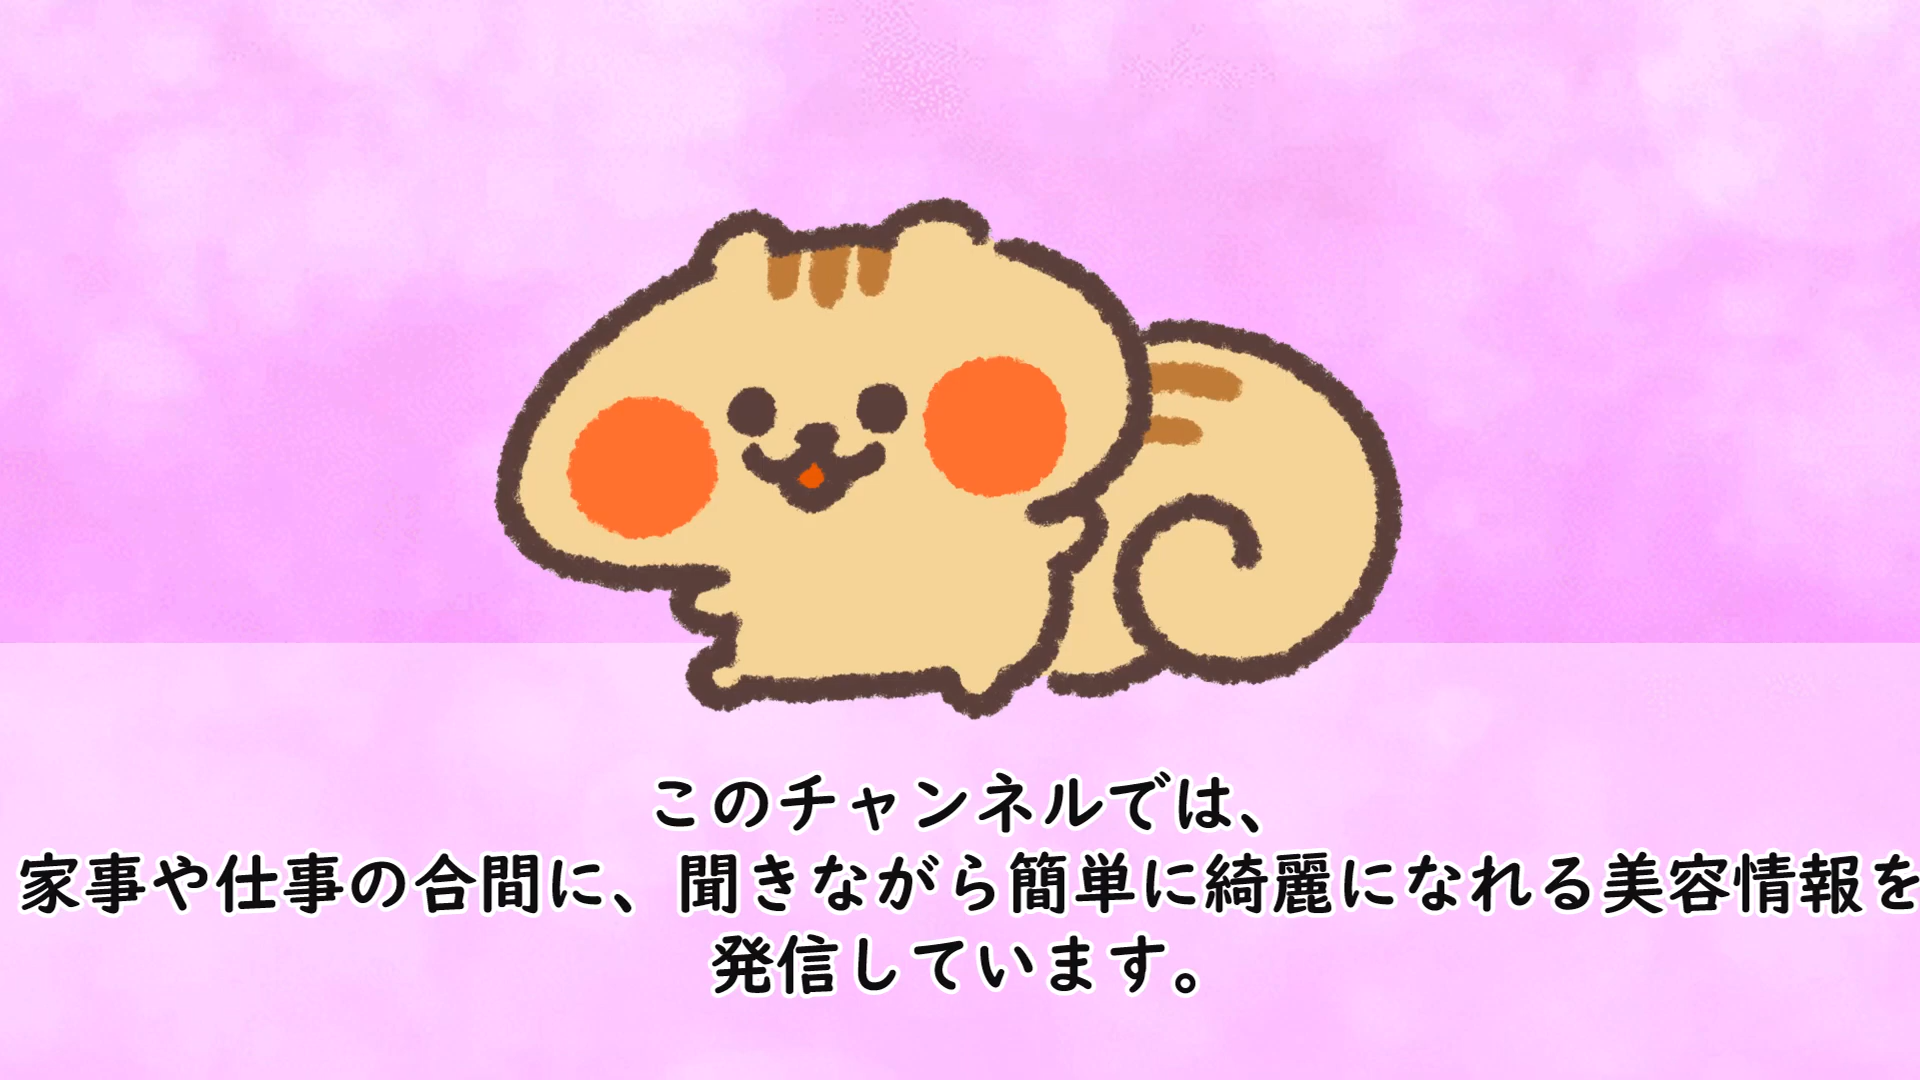 このチャンネルでは、
家事や仕事の合間に、聞きながら簡単に綺麗になれる美容情報を
発信しています。